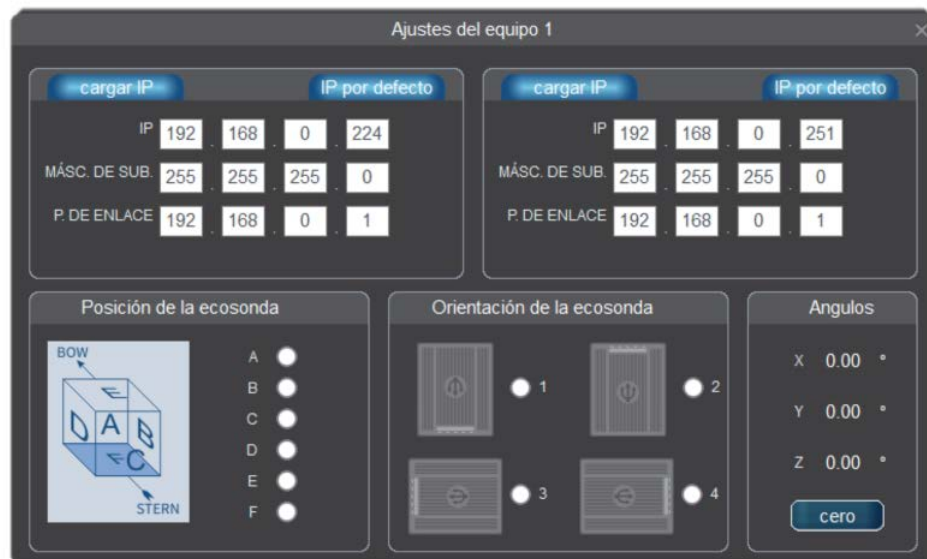 Ajustes del equipo 1
cargar IP
IP por defecto
IP 192 . 168 . 0 . 224
MÁSC. DE SUB. 255 . 255 . 255 . 0
P. DE ENLACE 192 . 168 . 0 . 1
cargar IP
IP por defecto
IP 192 . 168 . 0 . 251
MÁSC. DE SUB. 255 . 255 . 255 . 0
P. DE ENLACE 192 . 168 . 0 . 1
Posición de la ecosonda
BOW
D A B
C
STERN
A
B
C
D
E
F
Orientación de la ecosonda
1
2
3
4
Angulos
X 0.00 °
Y 0.00 °
Z 0.00 °
cero